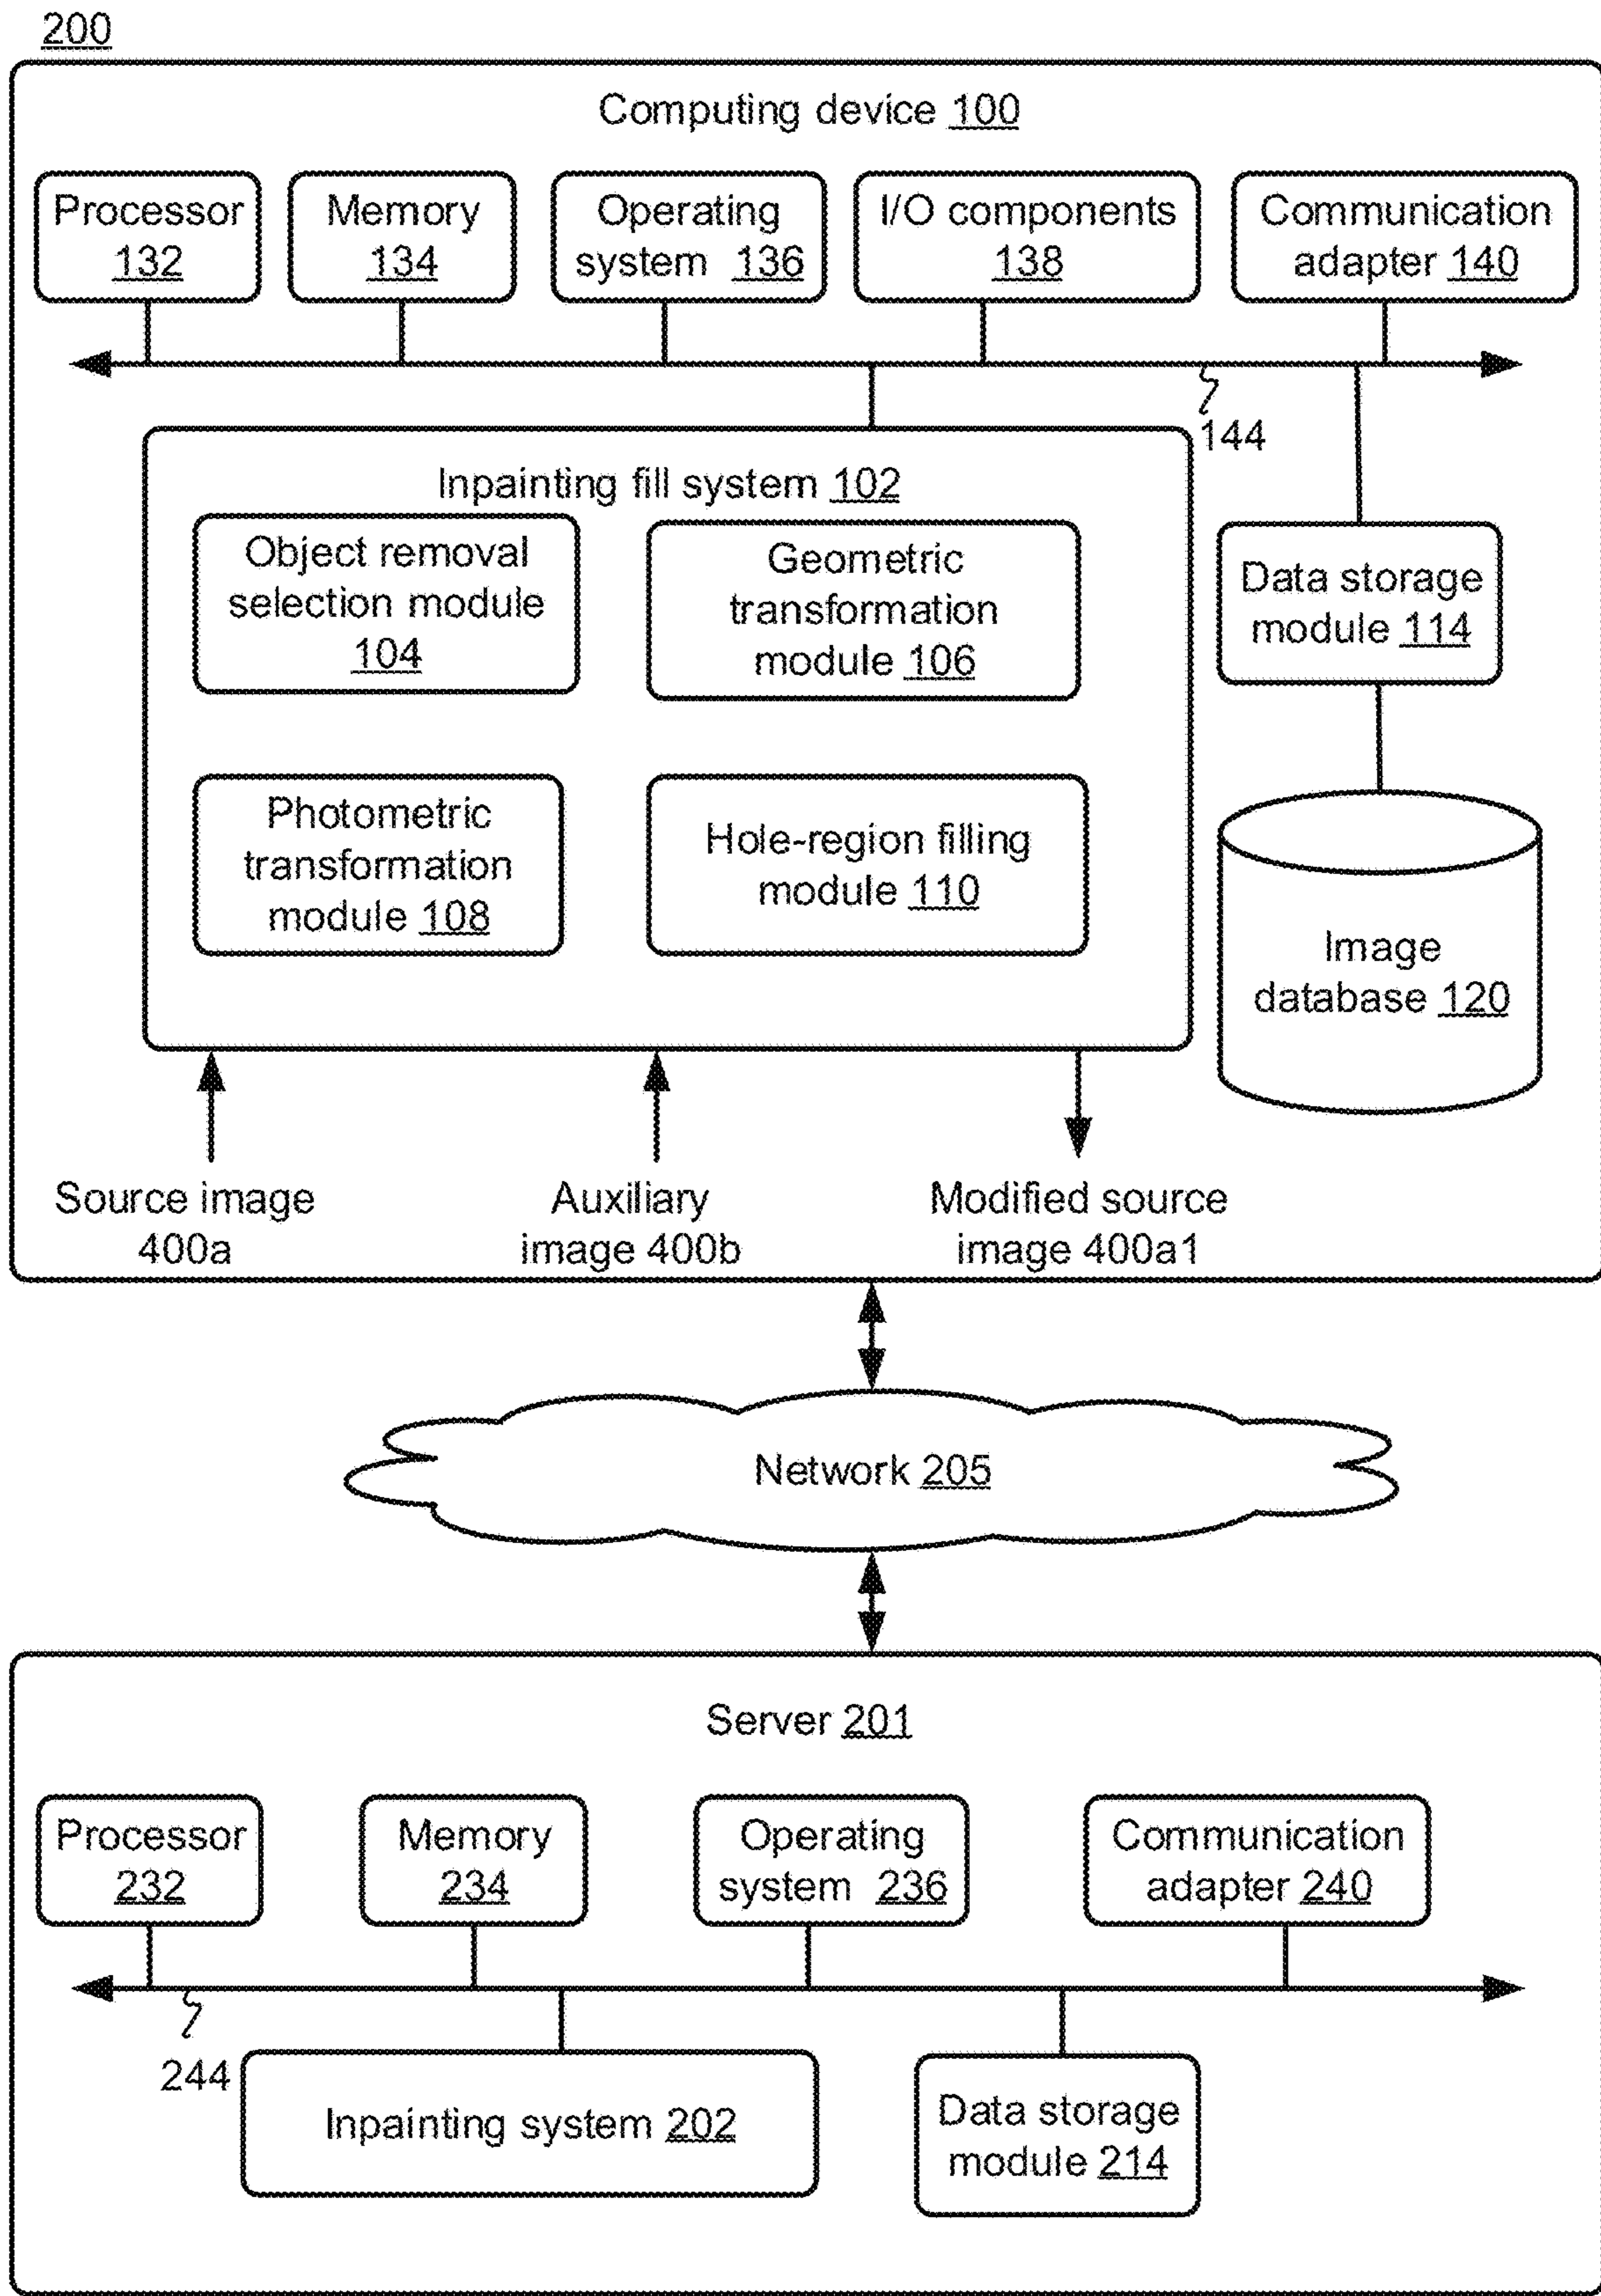 200
Computing device 100
Processor
132
Memory
134
Operating
system 136
I/O components
138
Communication
adapter 140
144
Inpainting fill system 102
Object removal
selection module
104
Geometric
transformation
module 106
Data storage
module 114
Photometric
transformation
module 108
Hole-region filling
module 110
Image
database 120
Source image
400a
Auxiliary
image 400b
Modified source
image 400a1
Network 205
Server 201
Processor
232
Memory
234
Operating
system 236
Communication
adapter 240
244
Inpainting system 202
Data storage
module 214